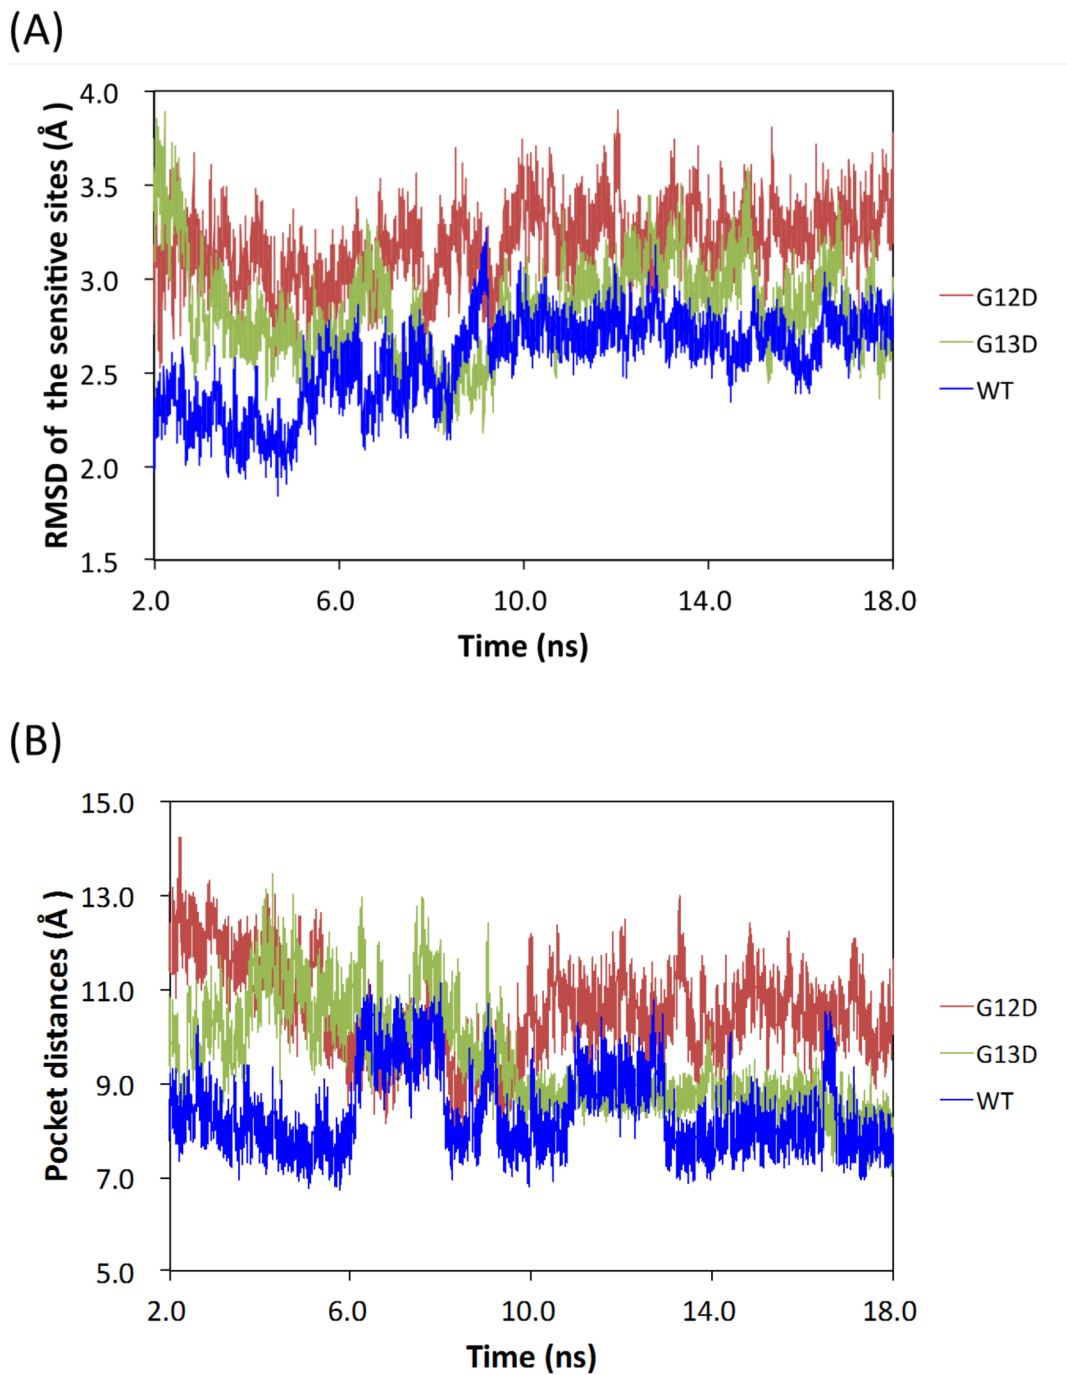 (A)
RMSD of the sensitive sites (Å )
4.0
3.5
3.0
2.5
2.0
1.5
2.0 6.0 10.0 14.0 18.0
Time (ns)
G12D
G13D
WT
(B)
Pocket distances (Å )
15.0
13.0
11.0
9.0
7.0
5.0
2.0 6.0 10.0 14.0 18.0
Time (ns)
G12D
G13D
WT